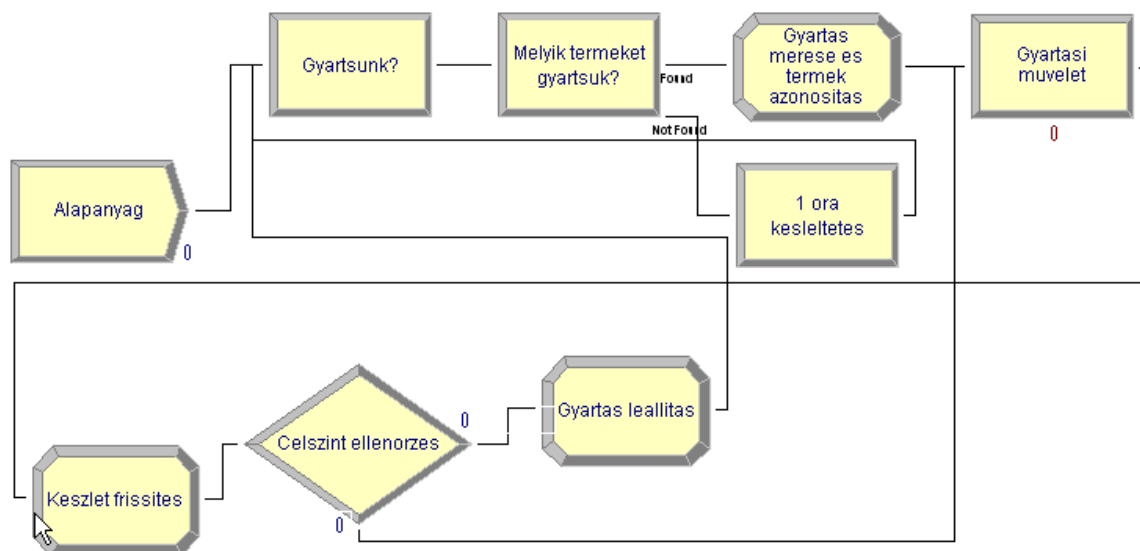 Gyartsunk?
Melyik termeket
gyartsuk?
Found
Not Found
Gyartas
merese es
termek
azonositas
Gyartasi
muvelet
0
Alapanyag
0
1 ora
kesleltetes
Keszlet frissites
Celszint ellenorzes
0
0
Gyartas leallitas